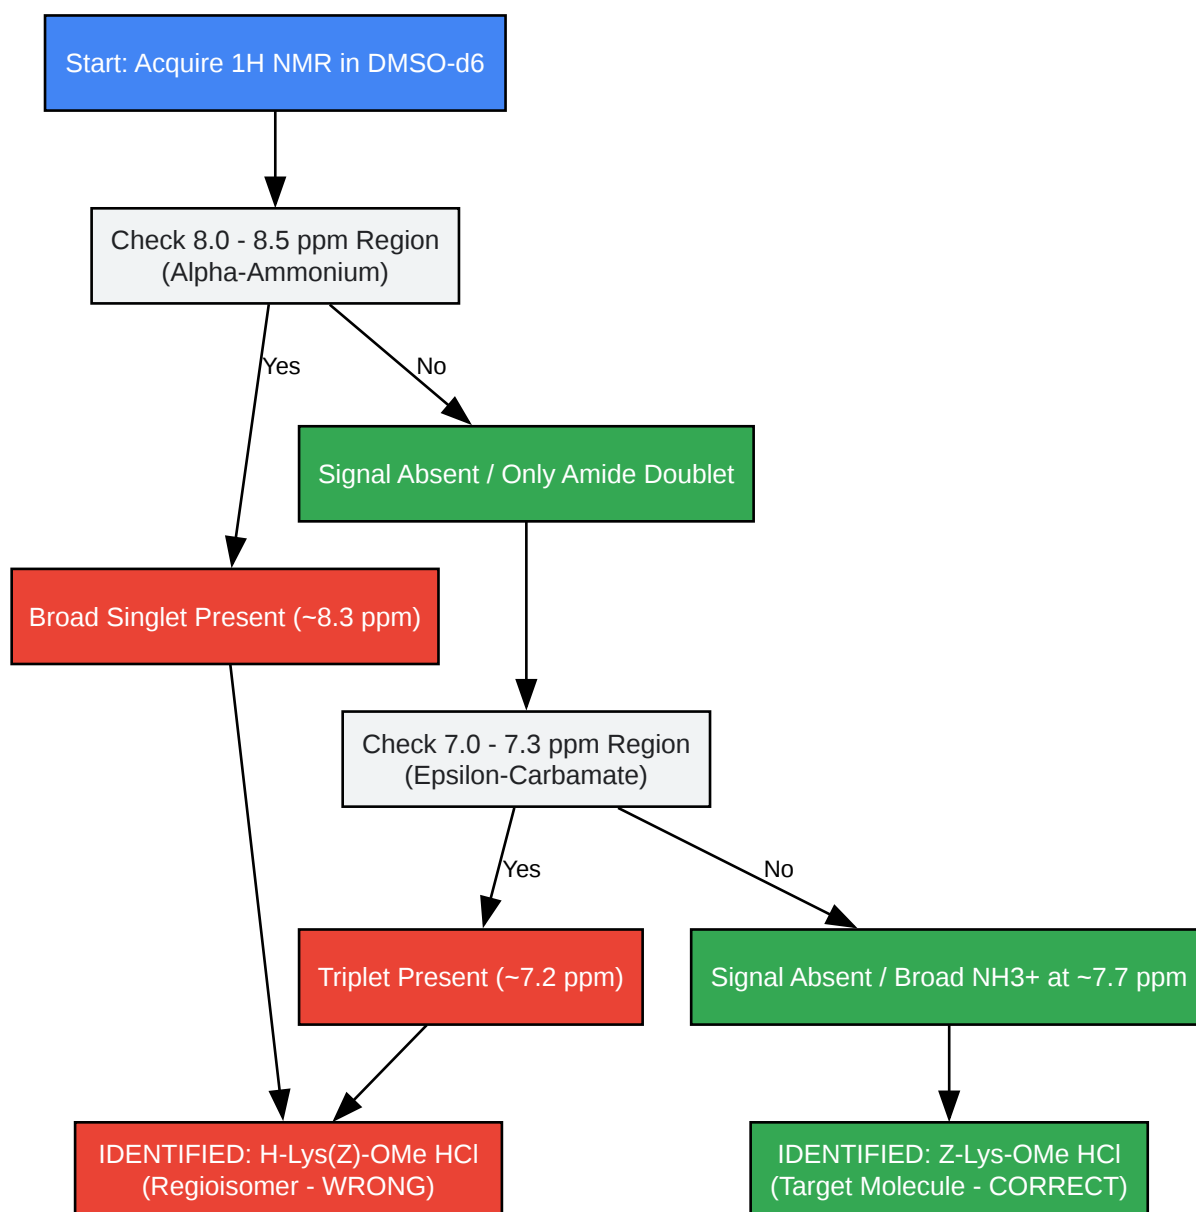 Start: Acquire 1H NMR in DMSO-d6
Check 8.0 - 8.5 ppm Region
(Alpha-Ammonium)
Yes
No
Signal Absent / Only Amide Doublet
Broad Singlet Present (~8.3 ppm)
Check 7.0 - 7.3 ppm Region
(Epsilon-Carbamate)
Yes
No
Triplet Present (~7.2 ppm)
Signal Absent / Broad NH3+ at ~7.7 ppm
IDENTIFIED: H-Lys(Z)-OMe HCl
(Regioisomer - WRONG)
IDENTIFIED: Z-Lys-OMe HCl
(Target Molecule - CORRECT)